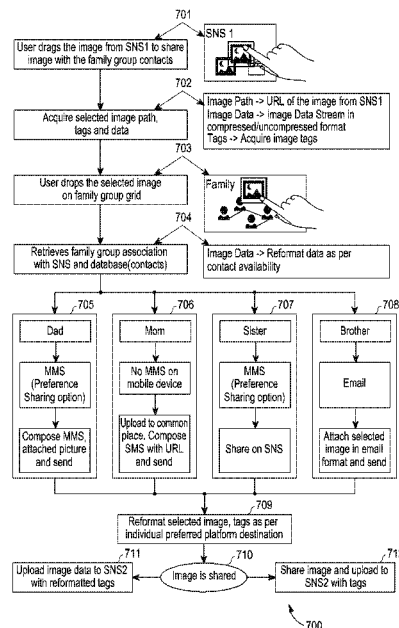 701
User drags the image from SNS1 to share
image with the family group contacts
SNS 1
702
Acquire selected image path,
tags and data
Image Path -> URL of the image from SNS1
Image Data -> image Data Stream in
compressed/uncompressed format
Tags -> Acquire image tags
703
User drops the selected image
on family group grid
Family
704
Retrieves family group association
with SNS and database(contacts)
Image Data -> Reformat data as per
contact availability
705
Dad
MMS
(Preference
Sharing option)
Compose MMS,
attached picture
and send
706
Mom
No MMS on
mobile device
Upload to common
place. Compose
SMS with URL
and send
707
Sister
MMS
(Preference
Sharing option)
Share on SNS
708
Brother
Email
Attach selected
image in email
format and send
709
Reformat selected image, tags as per
individual preferred platform destination
711
Upload image data to SNS2
with reformatted tags
710
Image is shared
712
Share image and upload to
SNS2 with tags
700